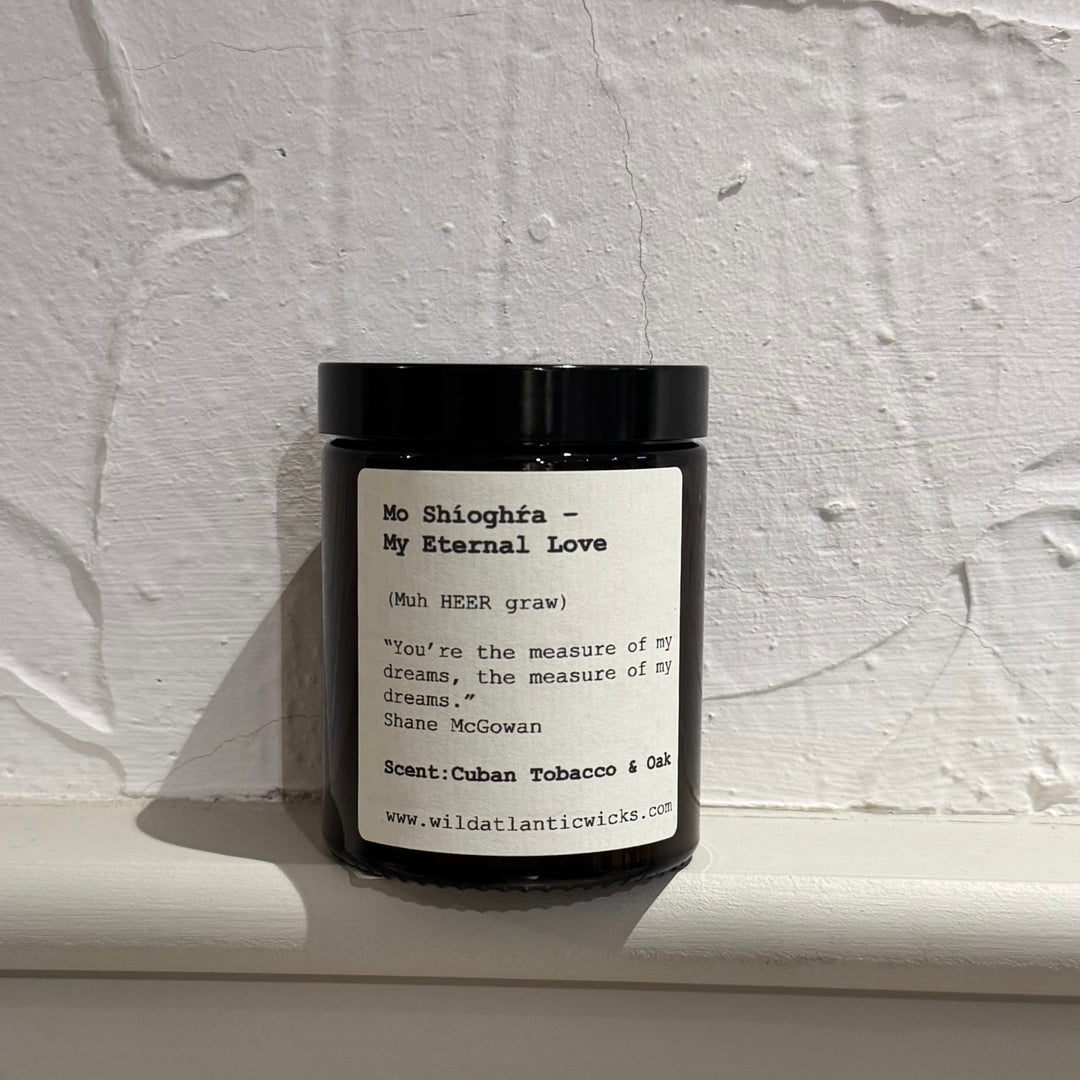 Mo Shíoghŕa –
My Eternal Love
(Muh HEER graw)
“You’re the measure of my
dreams, the measure of my
dreams.”
Shane McGowan
Scent:Cuban Tobacco & Oak
www.wildatlanticwicks.com